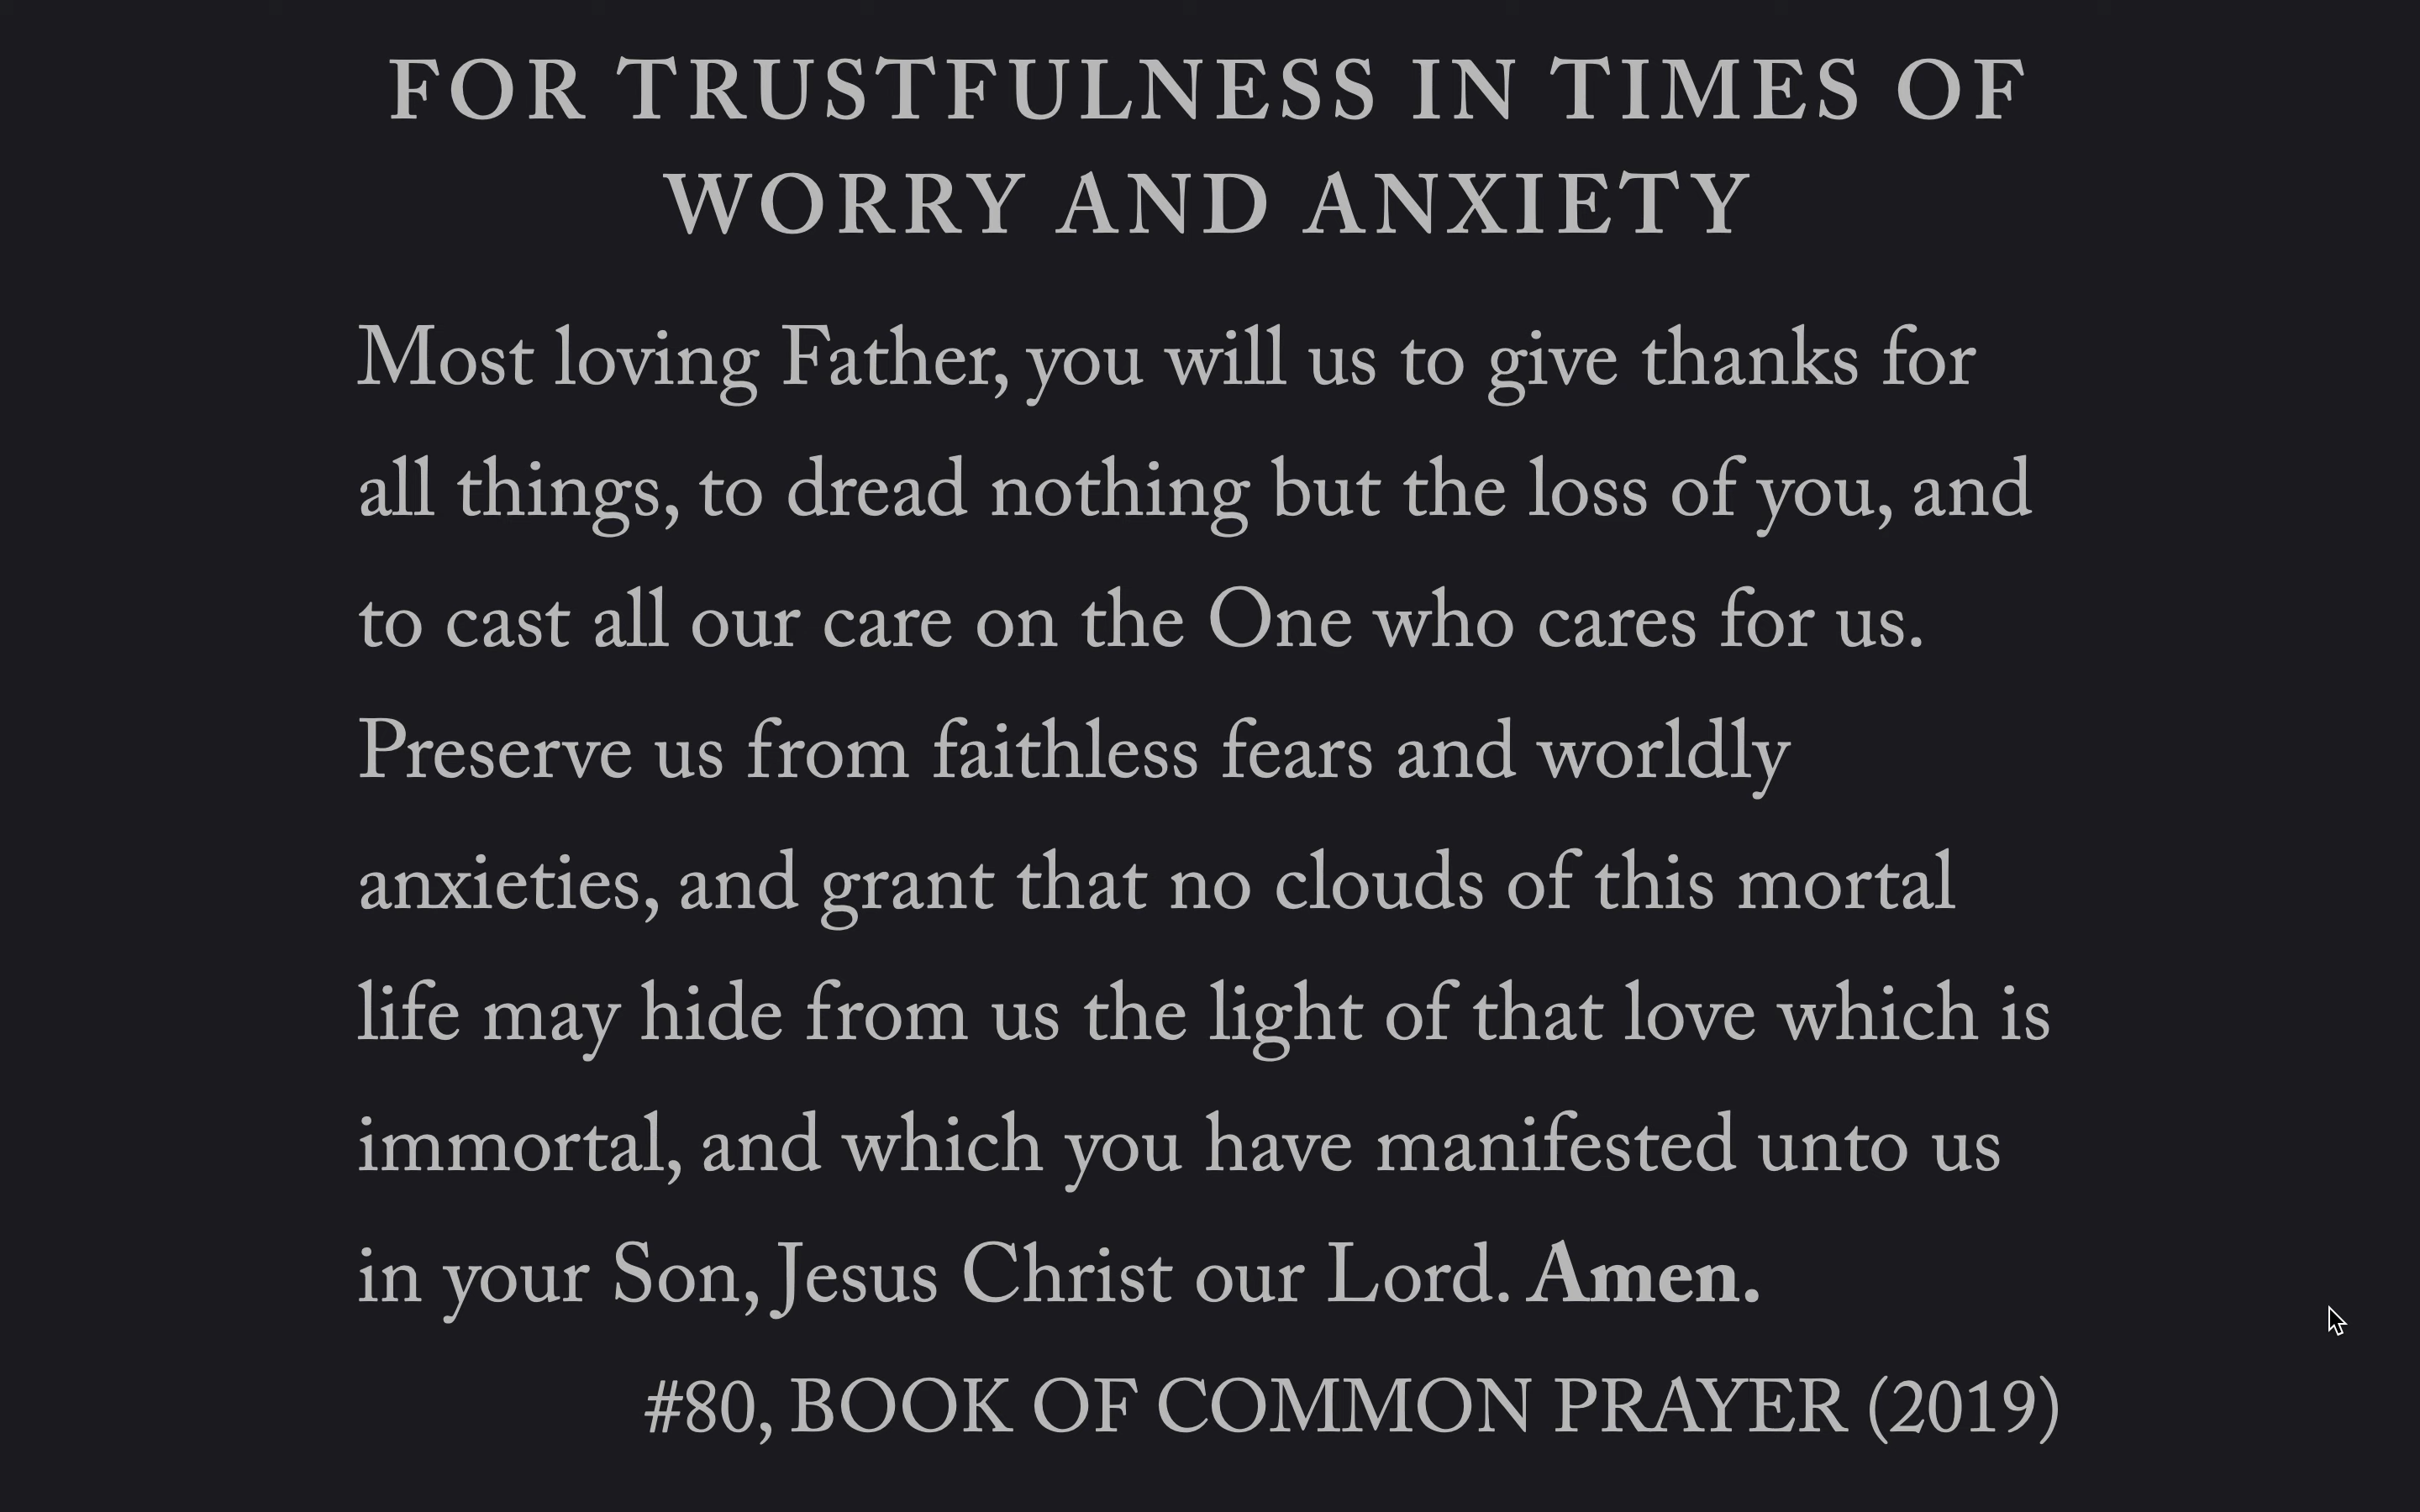 FOR TRUSTFULNESS IN TIMES OF
WORRY AND ANXIETY
Most loving Father, you will us to give thanks for
all things, to dread nothing but the loss of you, and
to cast all our care on the One who cares for us.
Preserve us from faithless fears and worldly
anxieties, and grant that no clouds of this mortal
life may hide from us the light of that love which is
immortal, and which you have manifested unto us
in your Son, Jesus Christ our Lord. Amen.
#80, BOOK OF COMMON PRAYER (2019)